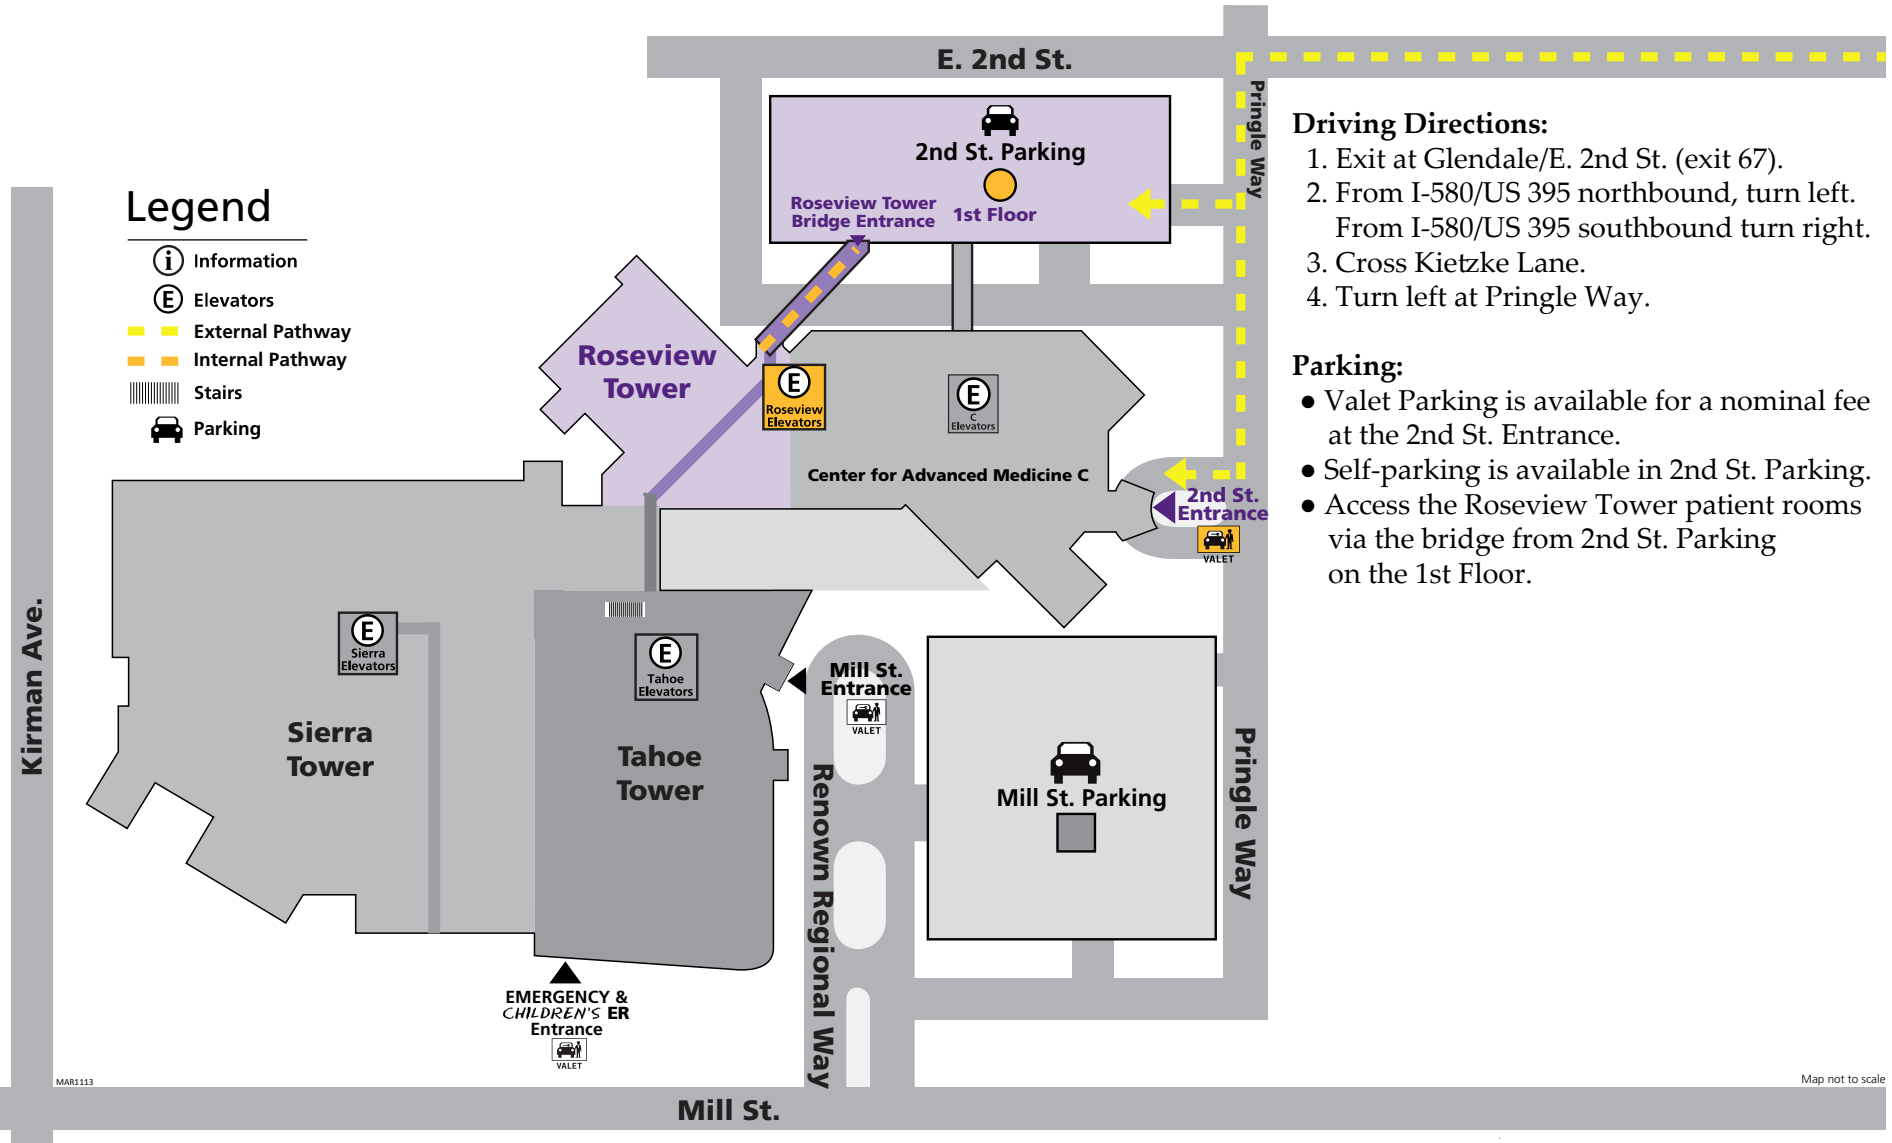 E. 2nd St.
Pringle Way
2nd St. Parking
Roseview Tower
Bridge Entrance
1st Floor
Legend
i Information
E Elevators
External Pathway
Internal Pathway
Stairs
Parking
Driving Directions:
1. Exit at Glendale/E. 2nd St. (exit 67).
2. From I-580/US 395 northbound, turn left.
From I-580/US 395 southbound turn right.
3. Cross Kietzke Lane.
4. Turn left at Pringle Way.
Parking:
● Valet Parking is available for a nominal fee
at the 2nd St. Entrance.
● Self-parking is available in 2nd St. Parking.
● Access the Roseview Tower patient rooms
via the bridge from 2nd St. Parking
on the 1st Floor.
Roseview
Tower
E
Roseview
Elevators
E
C
Elevators
Center for Advanced Medicine C
2nd St.
Entrance
VALET
Kirman Ave.
E
Sierra
Elevators
Sierra
Tower
E
Tahoe
Elevators
Tahoe
Tower
Mill St.
Entrance
VALET
Renown Regional Way
Mill St. Parking
Pringle Way
EMERGENCY &
CHILDREN'S ER
Entrance
VALET
MAR1113
Map not to scale
Mill St.